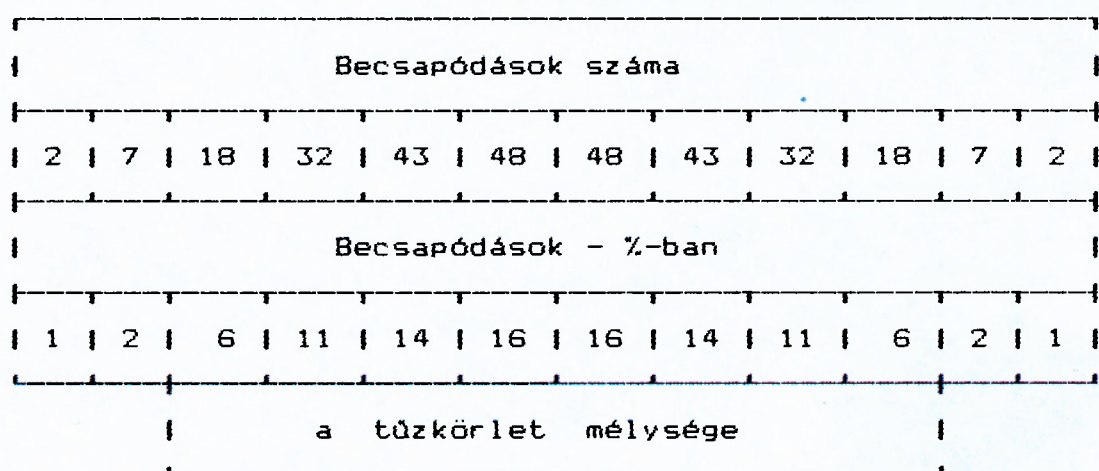 Becsapódások száma
2 7 18 32 43 48 48 43 32 18 7 2
Becsapódások - %-ban
1 2 6 11 14 16 16 14 11 6 2 1
a tûzkörlet mélysége